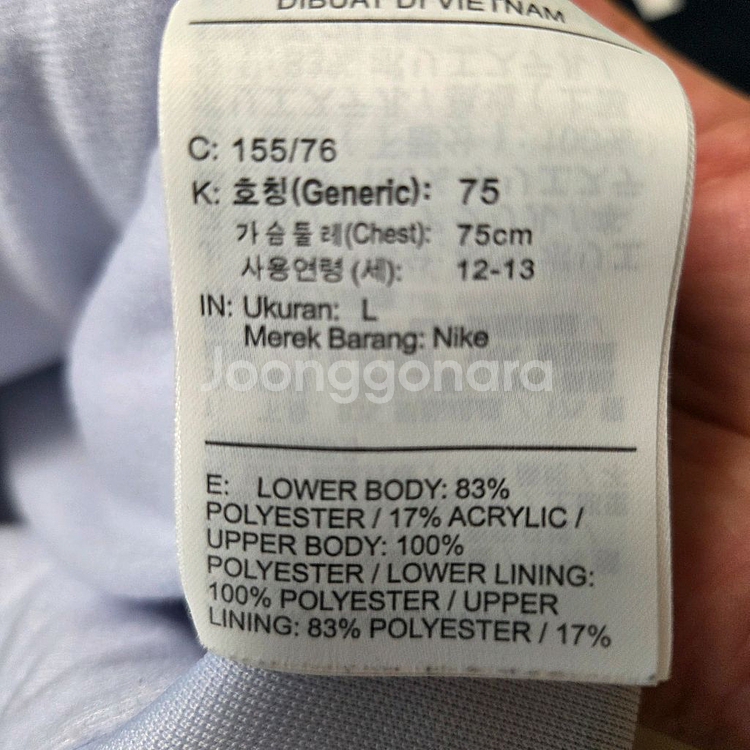 DIBUAT DI VIETNAM
C: 155/76
K: 호칭(Generic): 75
가슴둘레(Chest): 75cm
사용연령(세): 12-13
IN: Ukuran: L
Merek Barang: Nike
Joonggonara
E: LOWER BODY: 83%
POLYESTER / 17% ACRYLIC /
UPPER BODY: 100%
POLYESTER / LOWER LINING:
100% POLYESTER / UPPER
LINING: 83% POLYESTER / 17%